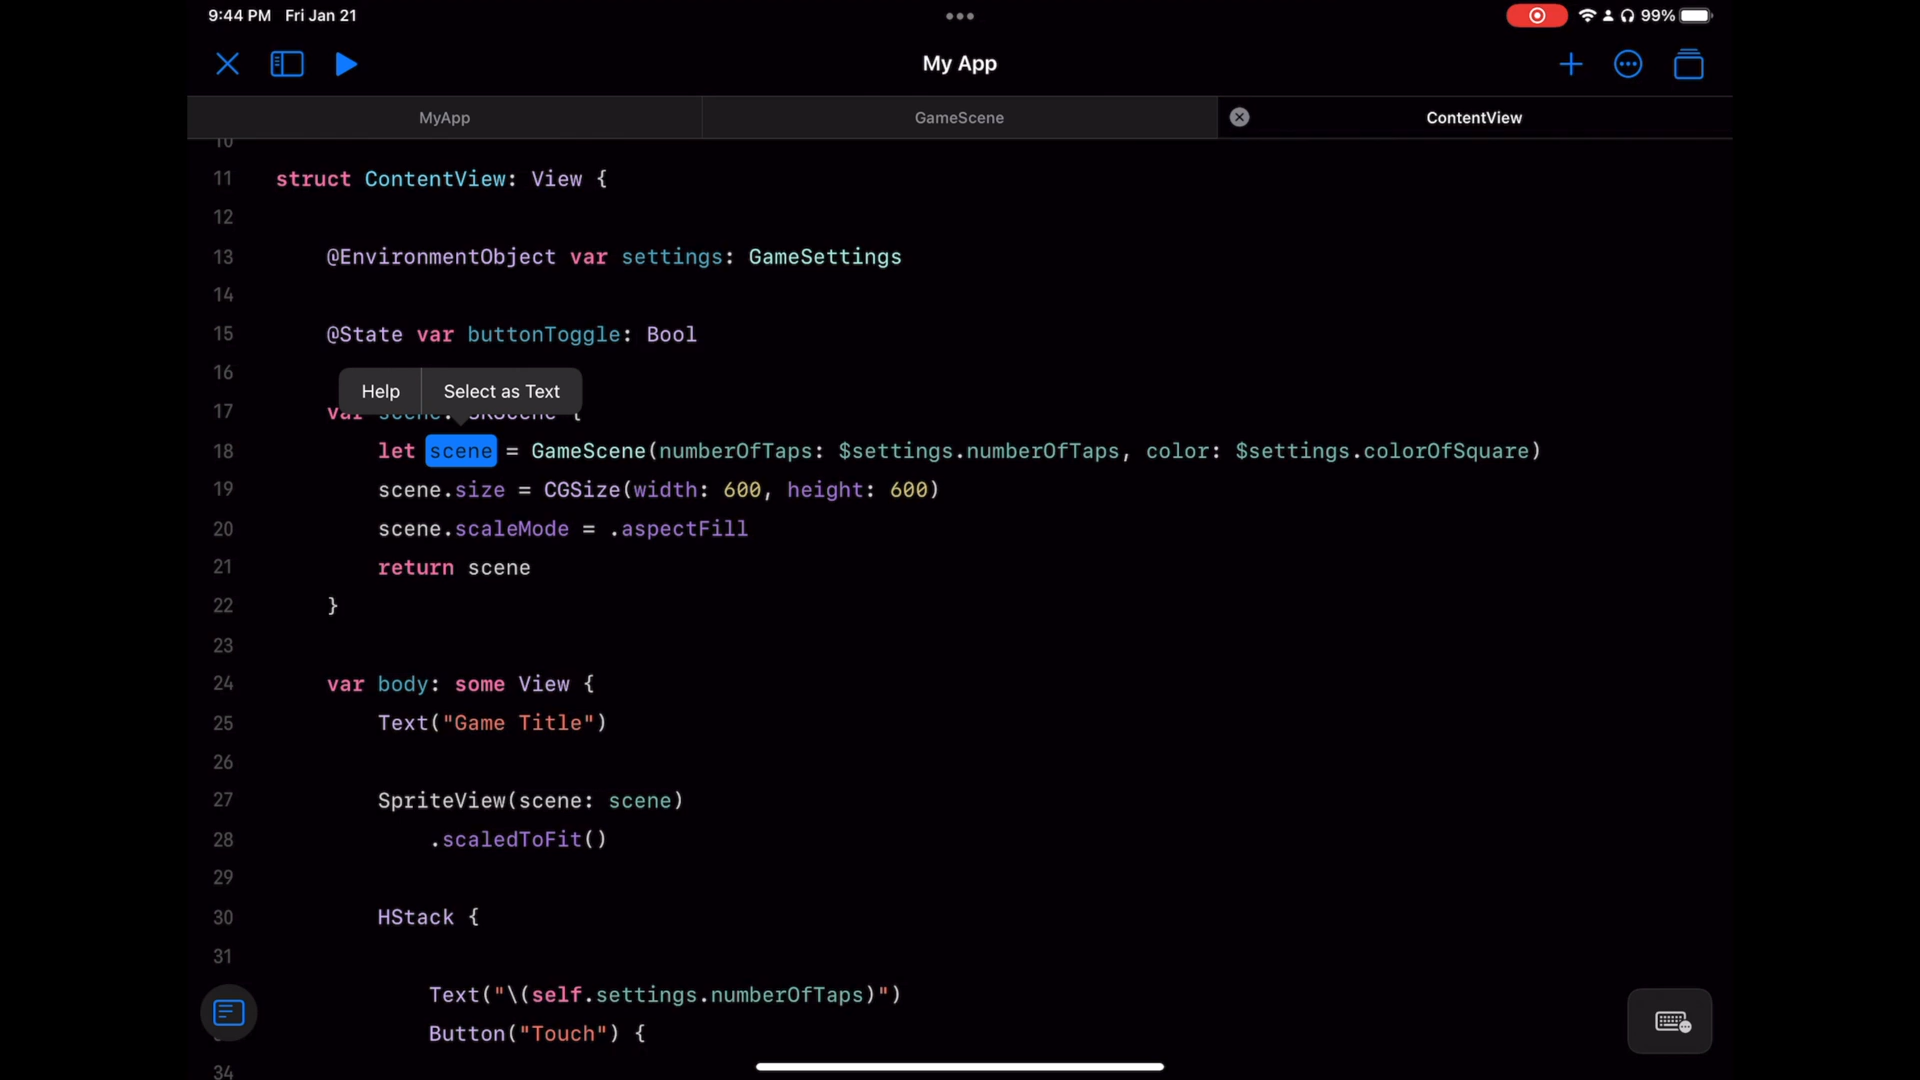 9:44 PM Fri Jan 21
99%
My App
MyApp
GameScene
ContentView
10
11 struct ContentView: View {
12
13 @EnvironmentObject var settings: GameSettings
14
15 @State var buttonToggle: Bool
16
Help
Select as Text
17 var scene: SKScene {
18 let scene = GameScene(numberOfTaps: $settings.numberOfTaps, color: $settings.colorOfSquare)
19 scene.size = CGSize(width: 600, height: 600)
20 scene.scaleMode = .aspectFill
21 return scene
22 }
23
24 var body: some View {
25 Text("Game Title")
26
27 SpriteView(scene: scene)
28 .scaledToFit()
29
30 HStack {
31
Text("\(self.settings.numberOfTaps)")
Button("Touch") {
34